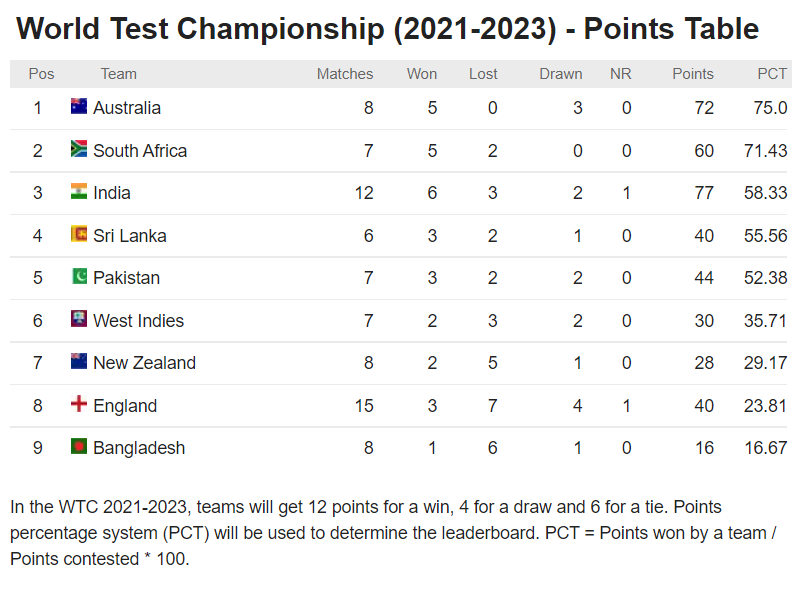 World Test Championship (2021-2023) - Points Table
Pos Team Matches Won Lost Drawn NR Points PCT
1 Australia 8 5 0 3 0 72 75.0
2 South Africa 7 5 2 0 0 60 71.43
3 India 12 6 3 2 1 77 58.33
4 Sri Lanka 6 3 2 1 0 40 55.56
5 Pakistan 7 3 2 2 0 44 52.38
6 West Indies 7 2 3 2 0 30 35.71
7 New Zealand 8 2 5 1 0 28 29.17
8 England 15 3 7 4 1 40 23.81
9 Bangladesh 8 1 6 1 0 16 16.67
In the WTC 2021-2023, teams will get 12 points for a win, 4 for a draw and 6 for a tie. Points
percentage system (PCT) will be used to determine the leaderboard. PCT = Points won by a team /
Points contested * 100.